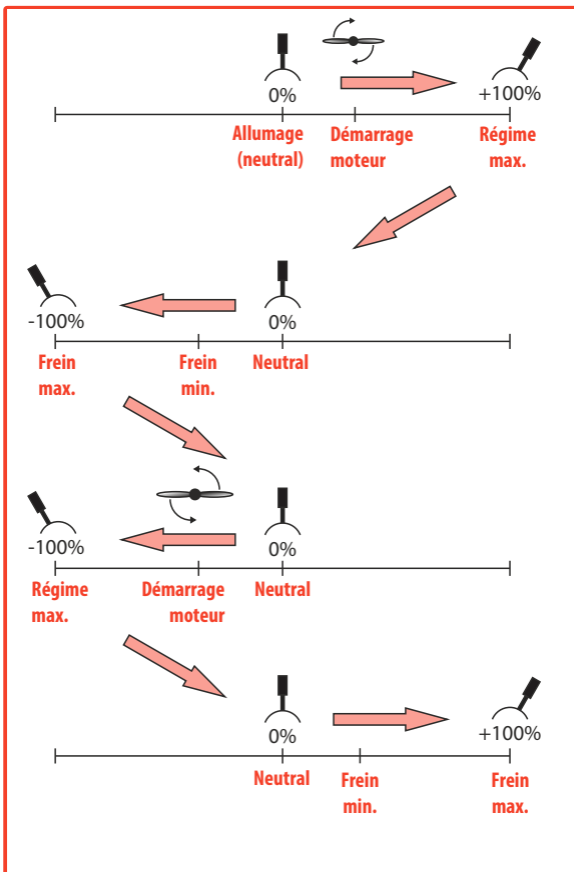 0%
+100%
Allumage
(neutral)
Démarrage
moteur
Régime
max.
-100%
0%
Frein
max.
Frein
min.
Neutral
-100%
0%
Régime
max.
Démarrage
moteur
Neutral
0%
+100%
Neutral
Frein
min.
Frein
max.